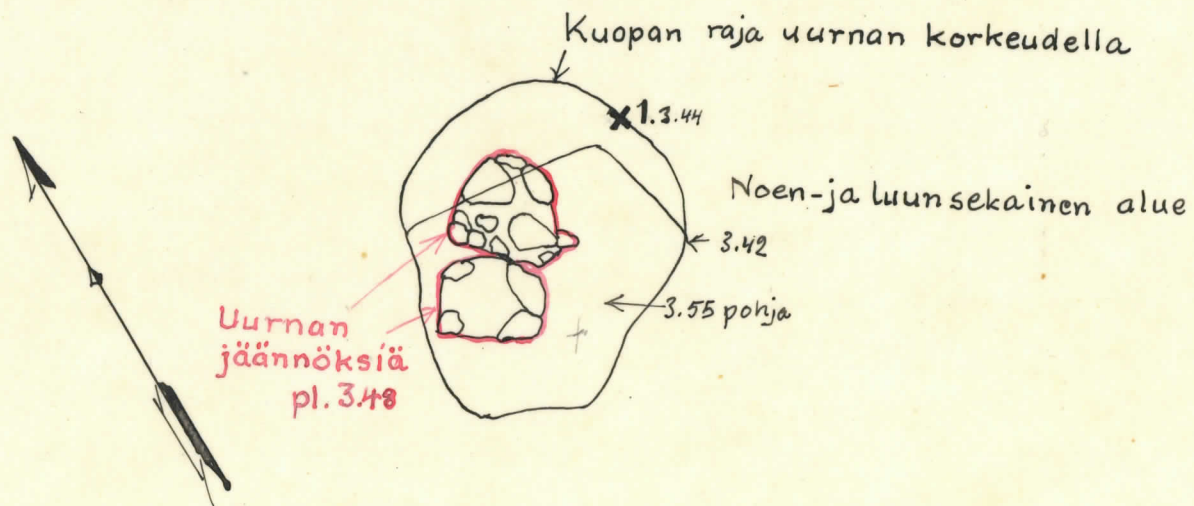 Kuopan raja uurnan korkeudella
1.3.44
Noen-ja luunsekainen alue
3.42
3.55 pohja
Uurnan
jäännöksiä
pl. 3.48